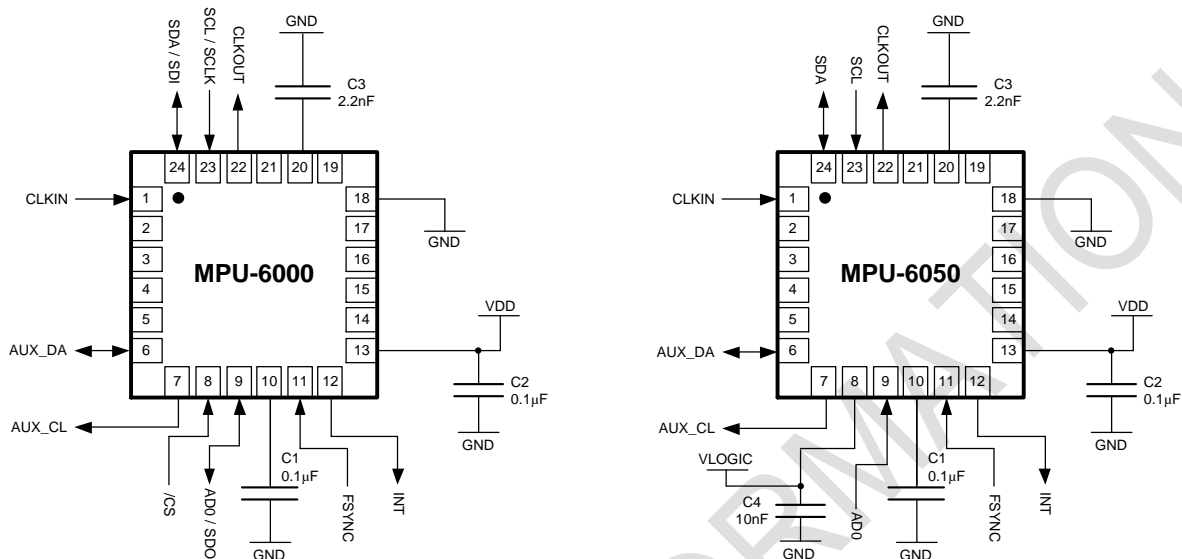 GND
SDA / SDI
SCL / SCLK
CLKOUT
C3
2.2nF
24 23 22 21 20 19
CLKIN
1
2
3
4
5
6
18
17
16
15
14
13
MPU-6000
GND
VDD
AUX_DA
C2
0.1µF
GND
7 8 9 10 11 12
AUX_CL
/CS
AD0 / SDO
C1
0.1µF
GND
FSYNC
INT
GND
SDA
SCL
CLKOUT
C3
2.2nF
24 23 22 21 20 19
CLKIN
1
2
3
4
5
6
18
17
16
15
14
13
MPU-6050
GND
VDD
AUX_DA
C2
0.1µF
GND
7 8 9 10 11 12
AUX_CL
VLOGIC
C4
10nF
GND
AD0
C1
0.1µF
GND
FSYNC
INT
RMATION